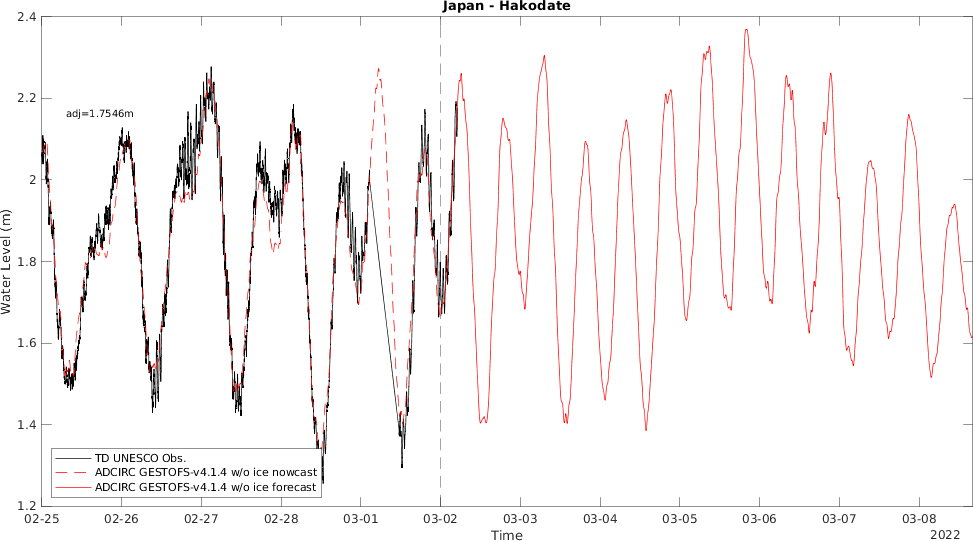 Japan - Hakodate
2.4
2.2
2
1.8
1.6
1.4
1.2
Water Level (m)
adj=1.7546m
TD UNESCO Obs.
ADCIRC GESTOFS-v4.1.4 w/o ice nowcast
ADCIRC GESTOFS-v4.1.4 w/o ice forecast
02-25 02-26 02-27 02-28 03-01 03-02 03-03 03-04 03-05 03-06 03-07 03-08
Time
2022